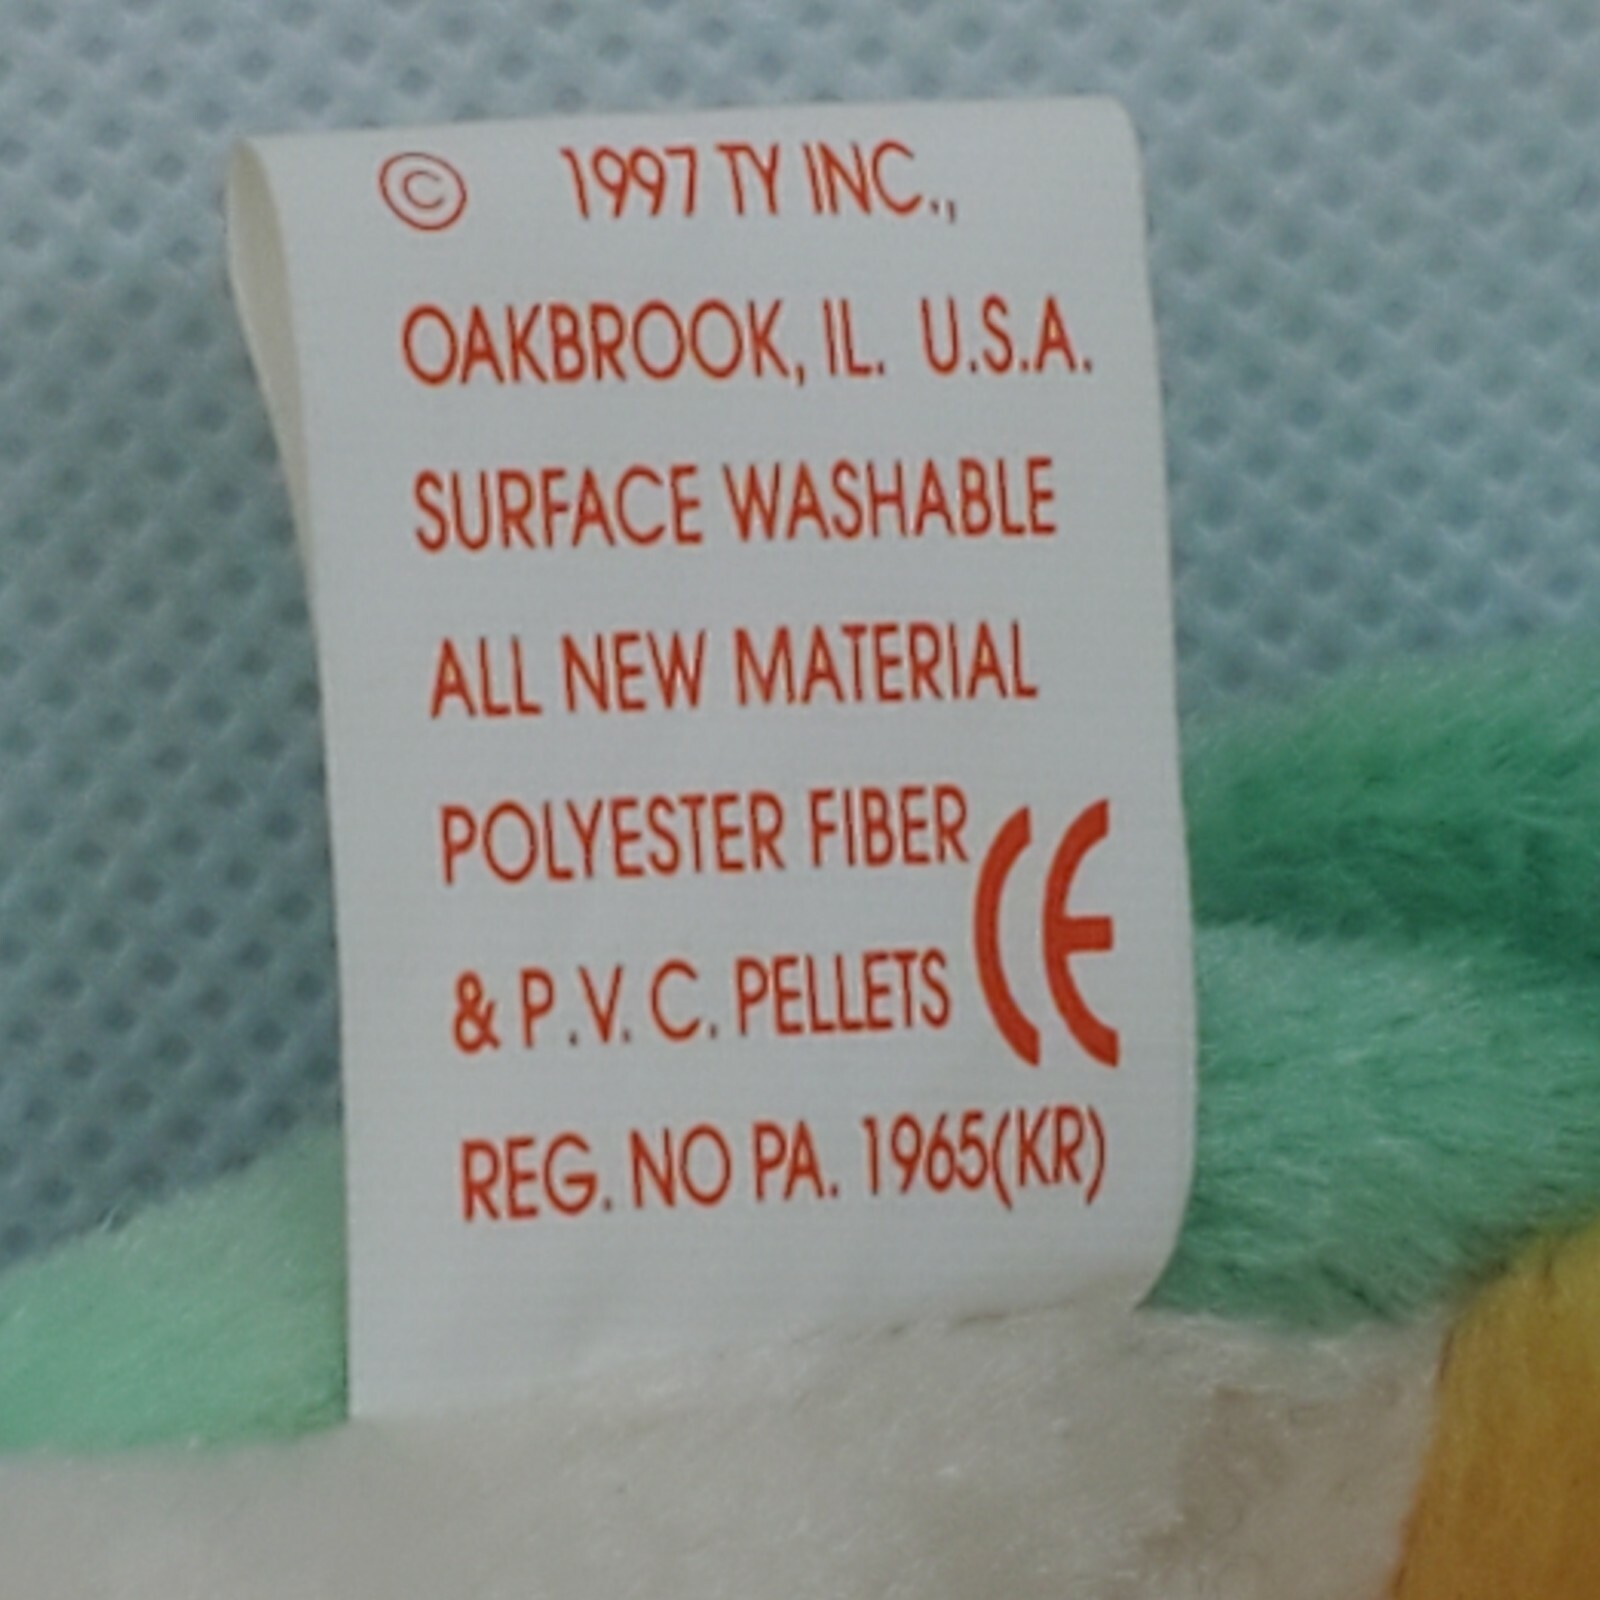 © 1997 TY INC.,
OAKBROOK, IL. U.S.A.
SURFACE WASHABLE
ALL NEW MATERIAL
POLYESTER FIBER
& P.V.C. PELLETS CE
REG. NO PA. 1965(KR)